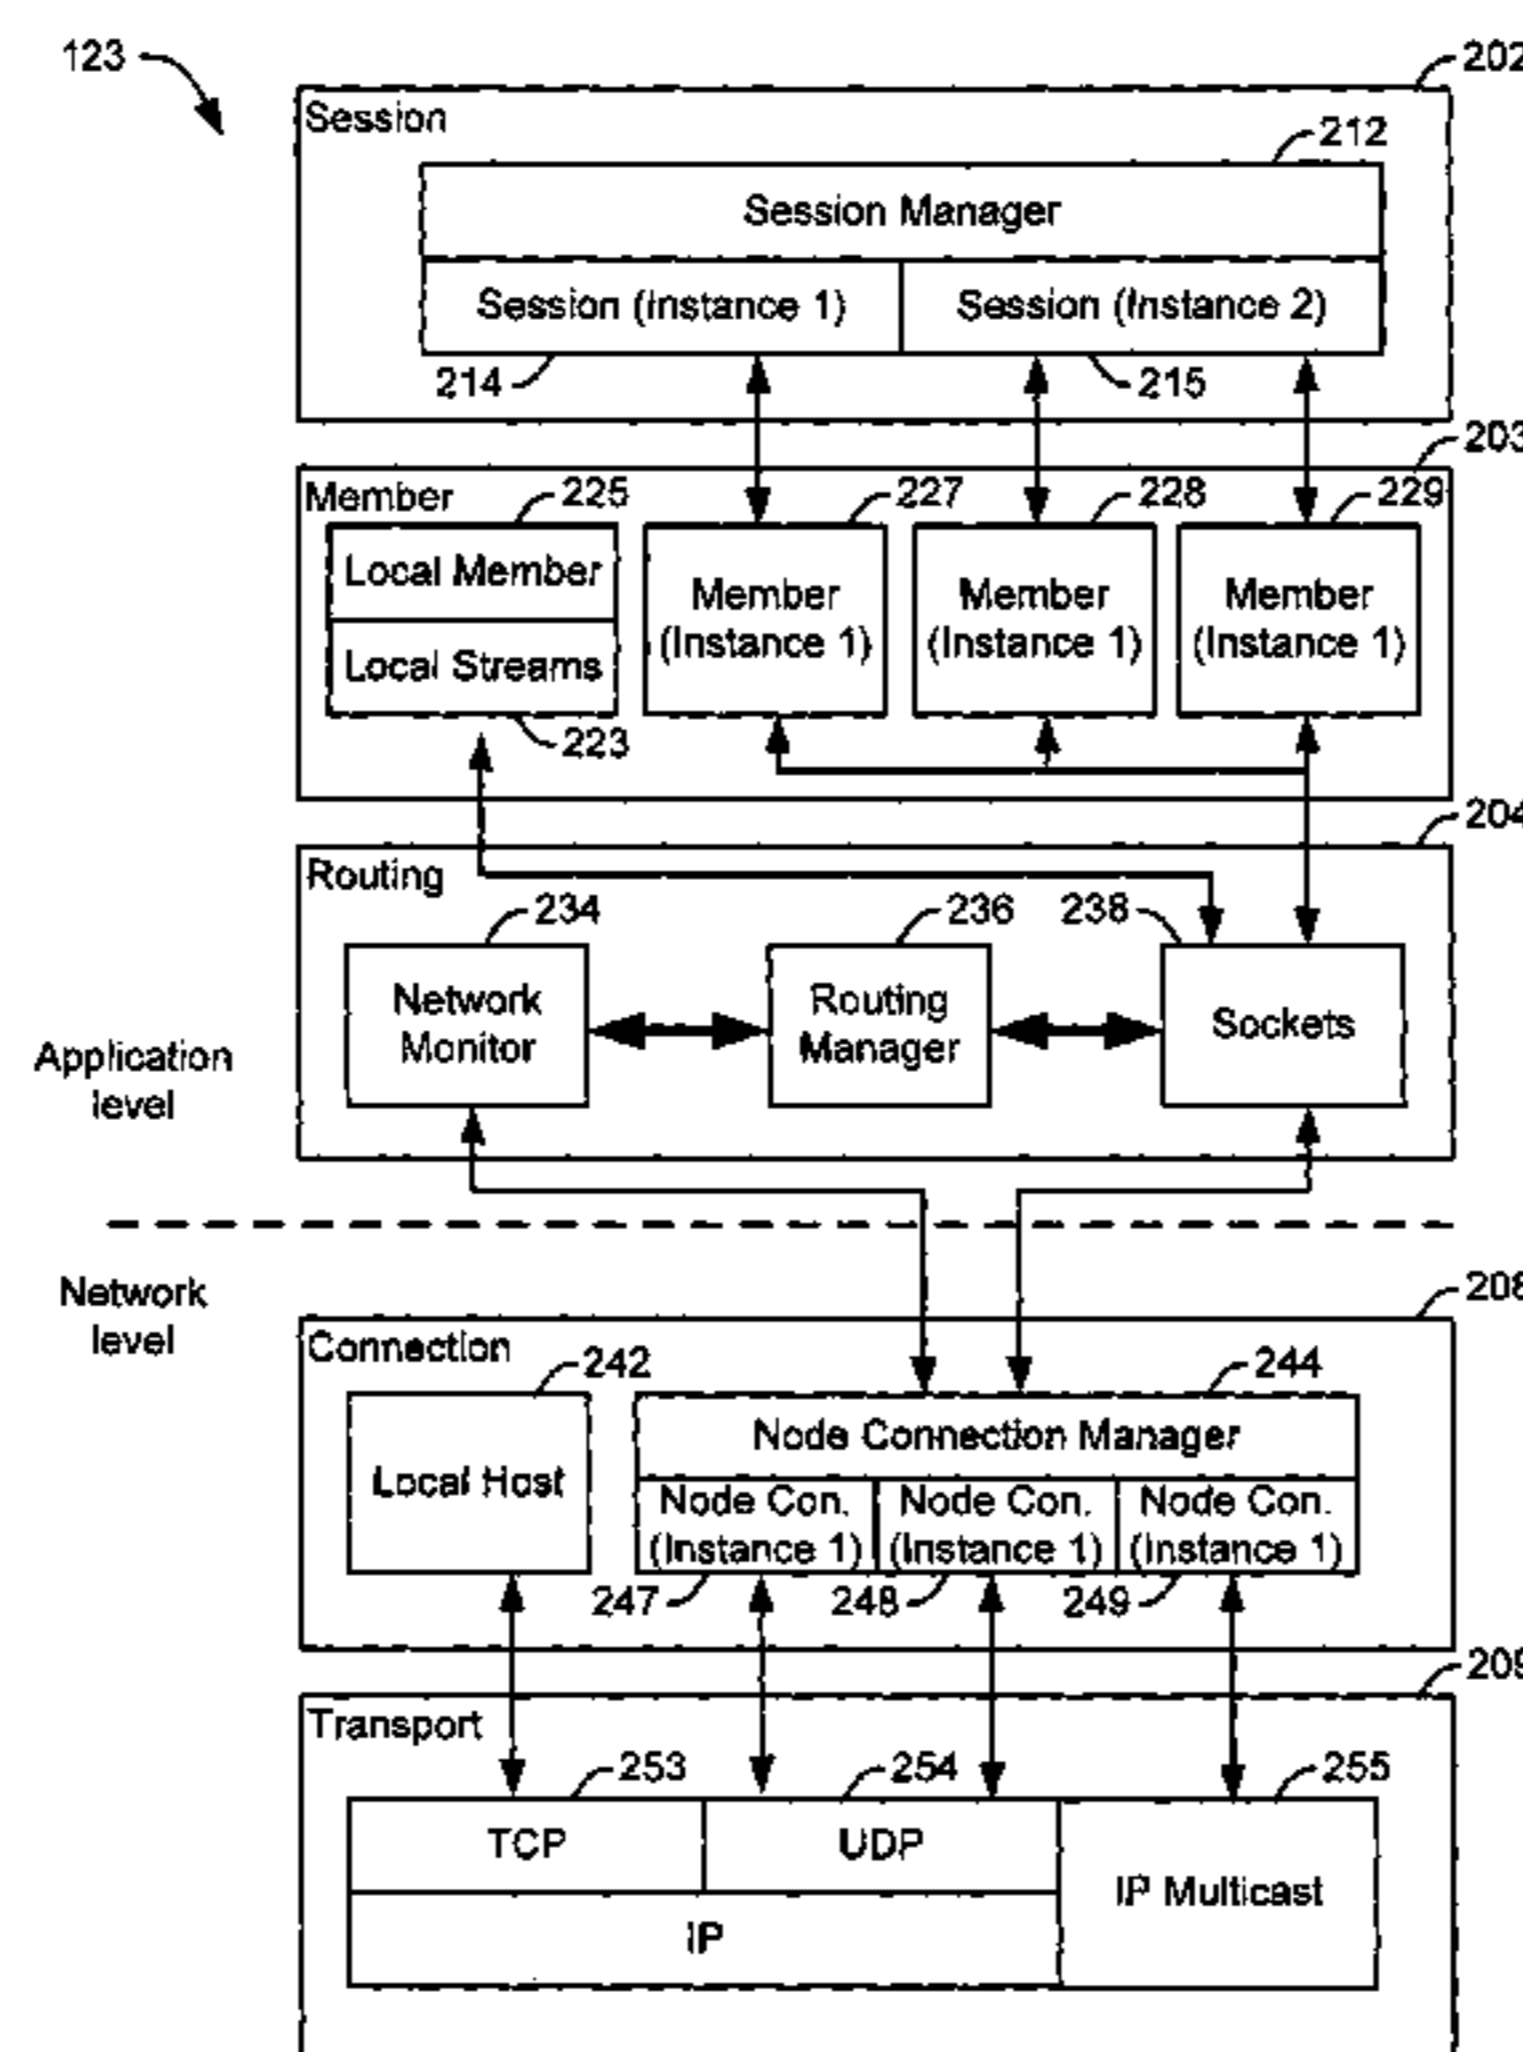 123
202
Session
212
Session Manager
Session (Instance 1)
Session (Instance 2)
214
215
203
Member
225
227
228
229
Local Member
Local Streams
Member
(Instance 1)
Member
(Instance 1)
Member
(Instance 1)
223
204
Routing
234
236
238
Network
Monitor
Routing
Manager
Sockets
Application
level
Network
level
208
Connection
242
244
Local Host
Node Connection Manager
Node Con.
(Instance 1)
Node Con.
(Instance 1)
Node Con.
(Instance 1)
247
248
249
209
Transport
253
254
255
TCP
UDP
IP Multicast
IP